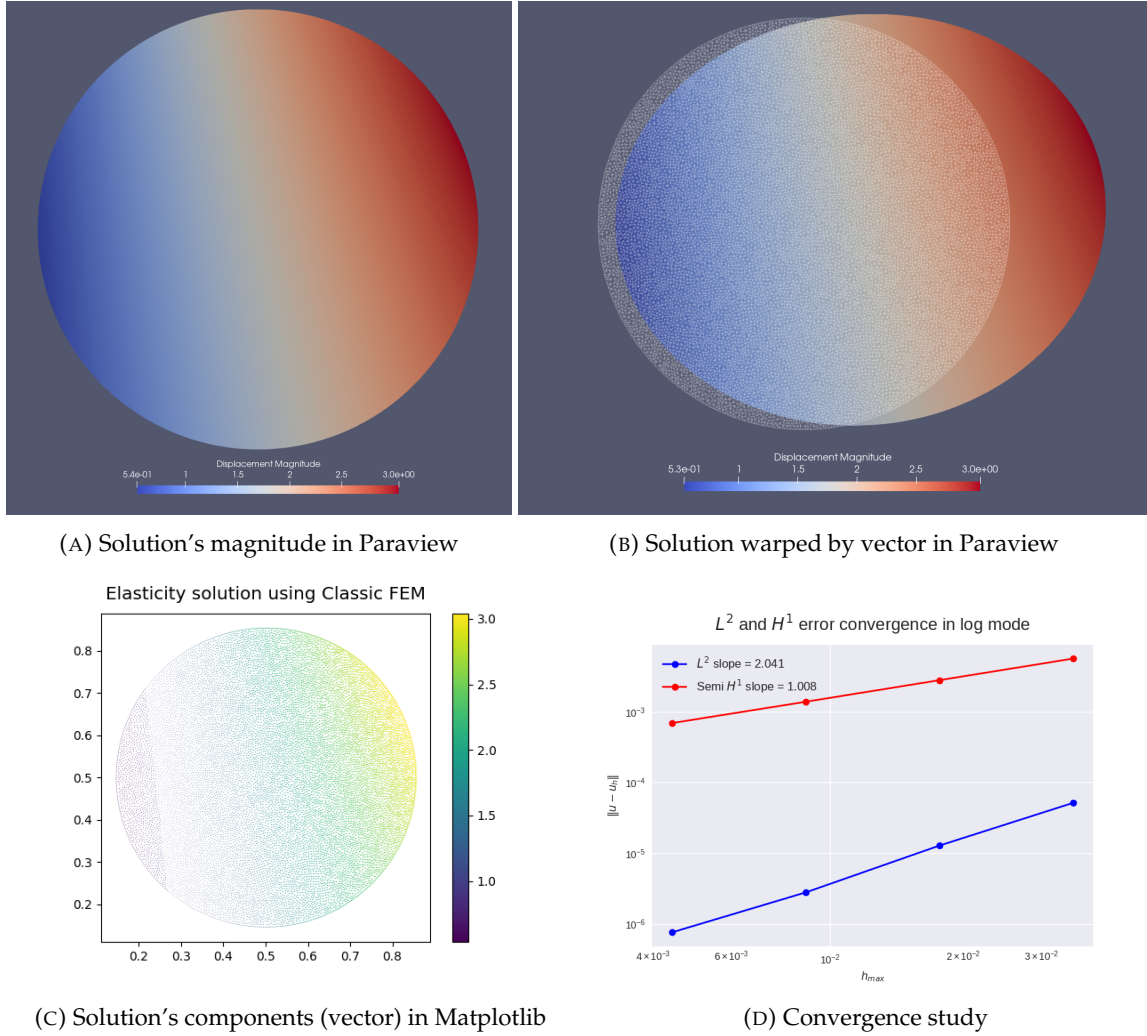 Displacement Magnitude
5.4e-01 1 1.5 2 2.5 3.0e+00
Displacement Magnitude
5.3e-01 1 1.5 2 2.5 3.0e+00
(A) Solution's magnitude in Paraview
(B) Solution warped by vector in Paraview
Elasticity solution using Classic FEM
0.8
0.7
0.6
0.5
0.4
0.3
0.2
0.2 0.3 0.4 0.5 0.6 0.7 0.8
3.0
2.5
2.0
1.5
1.0
L² and H¹ error convergence in log mode
L² slope = 2.041
Semi H¹ slope = 1.008
10⁻³
10⁻⁴
10⁻⁵
10⁻⁶
‖u − uₕ‖
4 × 10⁻³ 6 × 10⁻³ 10⁻² 2 × 10⁻² 3 × 10⁻²
hₘₐₓ
(C) Solution's components (vector) in Matplotlib
(D) Convergence study